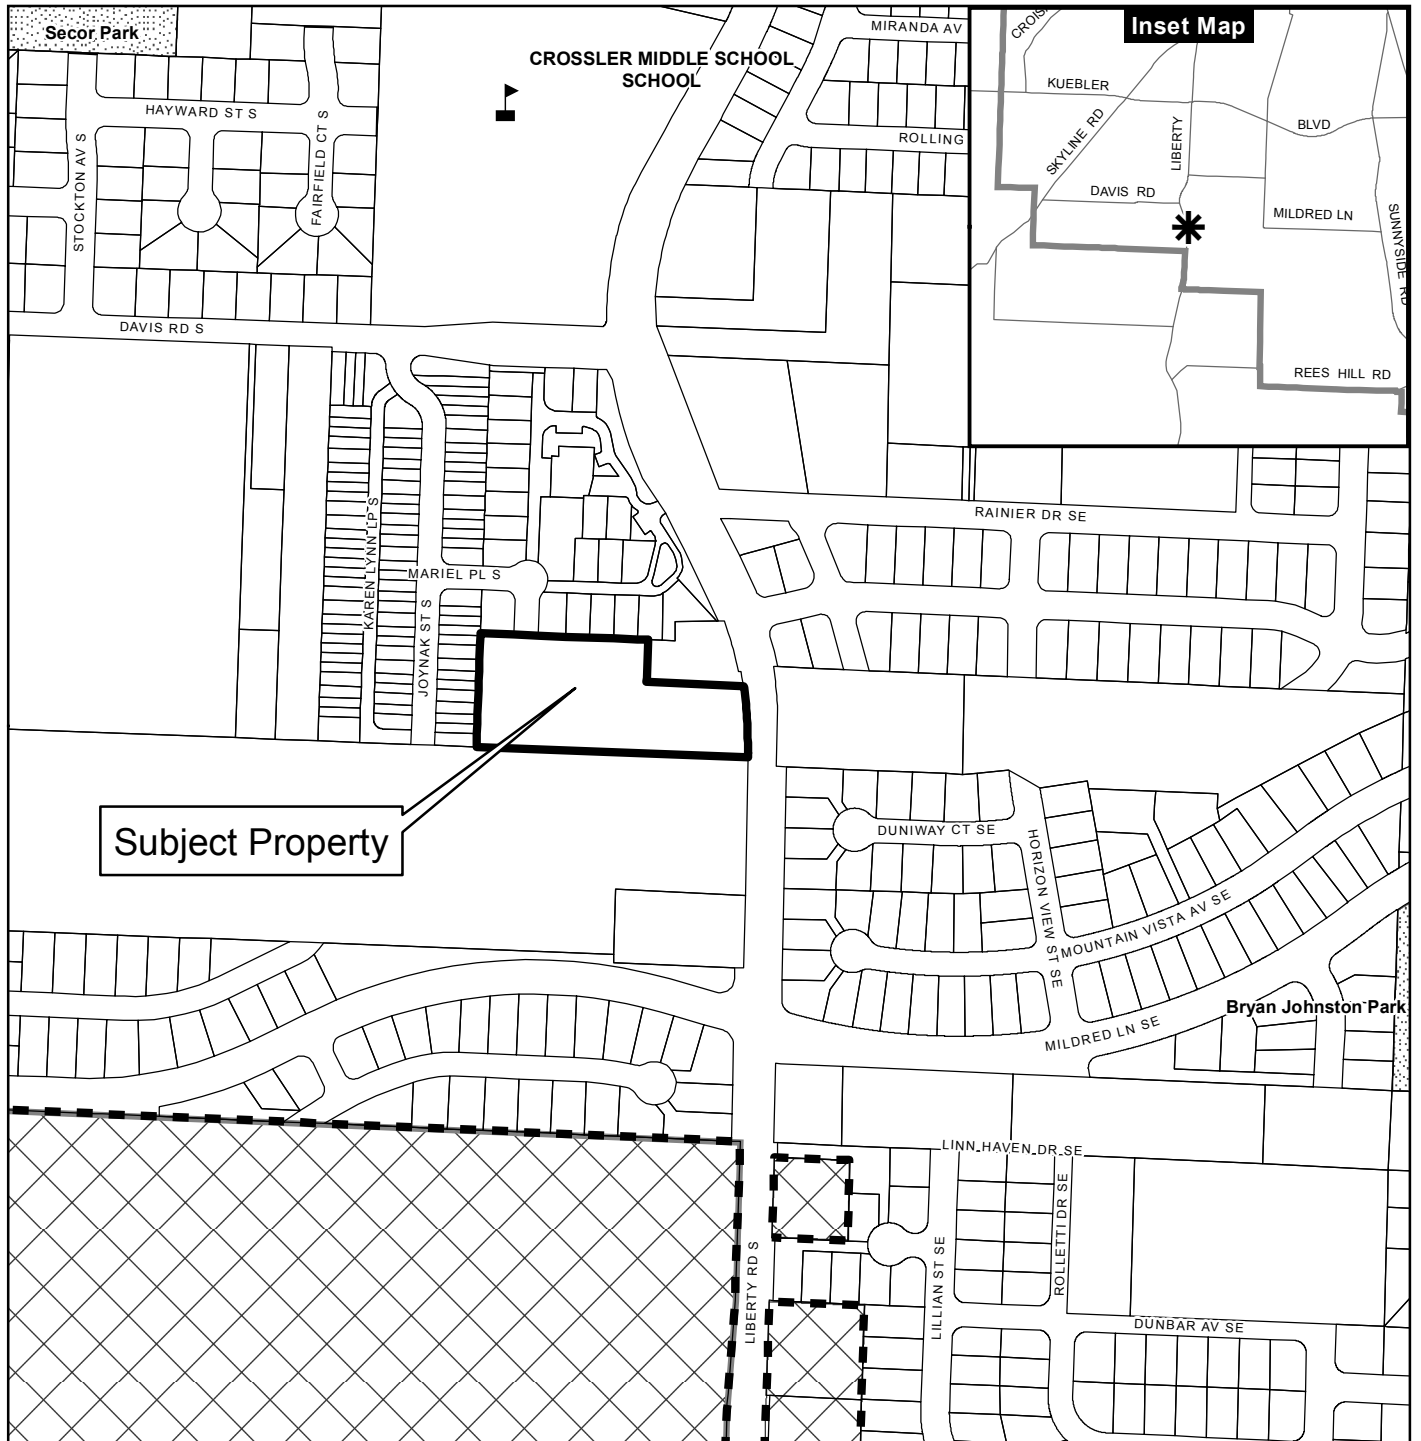 Secor Park
CROSSLER MIDDLE SCHOOL
SCHOOL
MIRANDA AV
ROLLING
HAYWARD ST S
FAIRFIELD CT S
STOCKTON AV S
DAVIS RD S
Inset Map
KUEBLER
BLVD
SKYLINE RD
LIBERTY
DAVIS RD
MILDRED LN
SUNNYSIDE RD
REES HILL RD
RAINIER DR SE
KAREN LYNN LP S
MARIEL PL S
JOYNAK ST S
Subject Property
DUNIWAY CT SE
HORIZON VIEW ST SE
MOUNTAIN VISTA AV SE
Bryan Johnston Park
MILDRED LN SE
LINN HAVEN DR SE
ROLLETTI DR SE
LIBERTY RD S
LILLIAN ST SE
DUNBAR AV SE